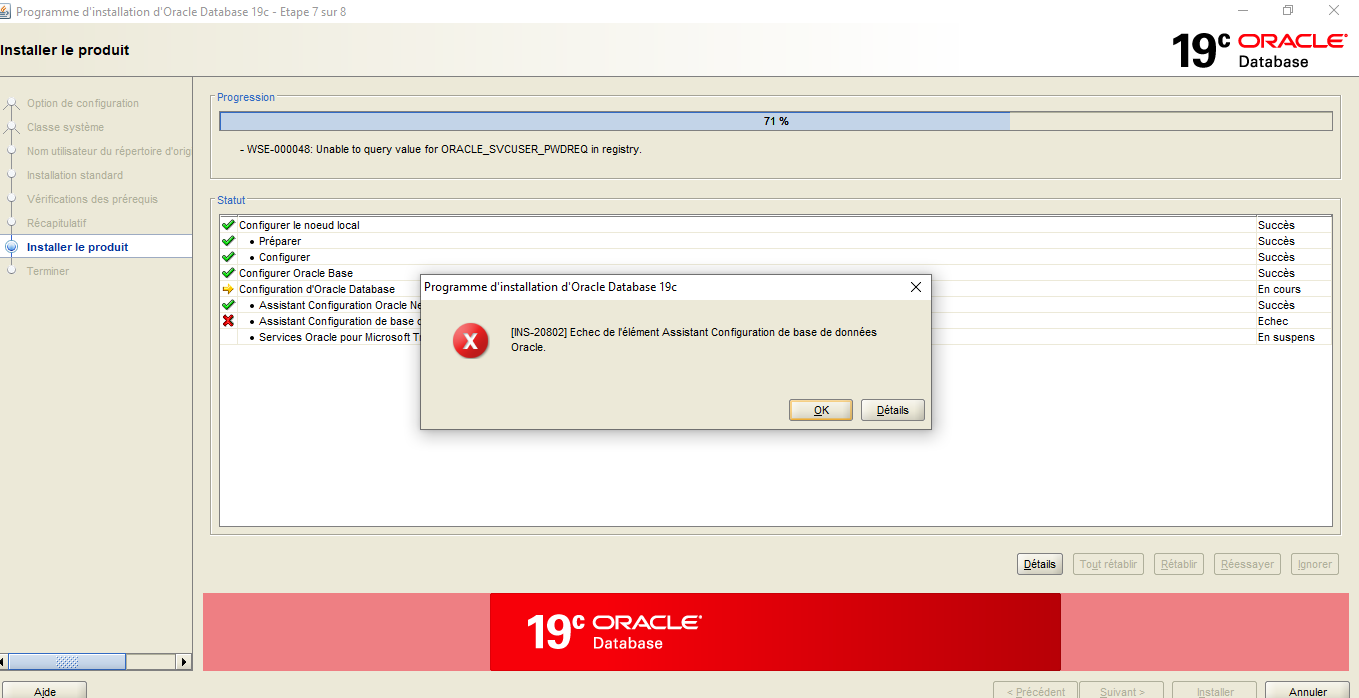 Programme d'installation d'Oracle Database 19c - Etape 7 sur 8
Installer le produit
19c ORACLE
Database
Option de configuration
Classe système
Nom utilisateur du répertoire d'orig
Installation standard
Vérifications des prérequis
Récapitulatif
Installer le produit
Terminer
Progression
71 %
- WSE-000048: Unable to query value for ORACLE_SVCUSER_PWDREQ in registry.
Statut
Configurer le noeud local Succès
• Préparer Succès
• Configurer Succès
Configurer Oracle Base Succès
Configuration d'Oracle Database En cours
• Assistant Configuration Oracle Ne Succès
• Assistant Configuration de base d Echec
• Services Oracle pour Microsoft Tr En suspens
Programme d'installation d'Oracle Database 19c
[INS-20802] Echec de l'élément Assistant Configuration de base de données
Oracle.
OK Détails
Détails Tout rétablir Rétablir Réessayer Ignorer
19c ORACLE
Database
Aide < Précédent Suivant > Installer Annuler